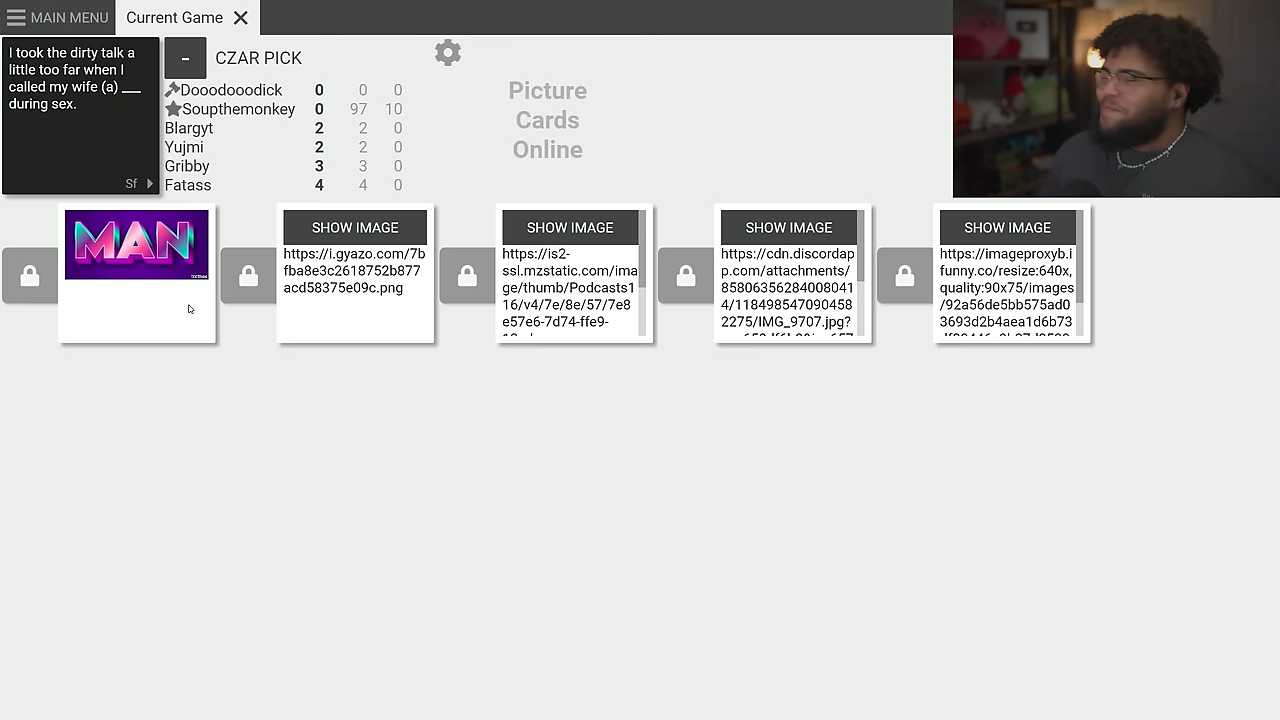 MAIN MENU
Current Game
I took the dirty talk a
little too far when I
called my wife (a) ___
during sex.
Sf
-
CZAR PICK
Dooodooodick 0 0 0
Soupthemonkey 0 97 10
Blargyt 2 2 0
Yujmi 2 2 0
Gribby 3 3 0
Fatass 4 4 0
Picture
Cards
Online
MAN
SHOW IMAGE
https://i.gyazo.com/7b
fba8e3c2618752b877
acd58375e09c.png
SHOW IMAGE
https://is2-
ssl.mzstatic.com/ima
ge/thumb/Podcasts1
16/v4/7e/8e/57/7e8
e57e6-7d74-ffe9-
SHOW IMAGE
https://cdn.discordap
p.com/attachments/
85806356284008041
4/118498547090458
2275/IMG_9707.jpg?
SHOW IMAGE
https://imageproxyb.i
funny.co/resize:640x,
quality:90x75/images
/92a56de5bb575ad0
3693d2b4aea1d6b73